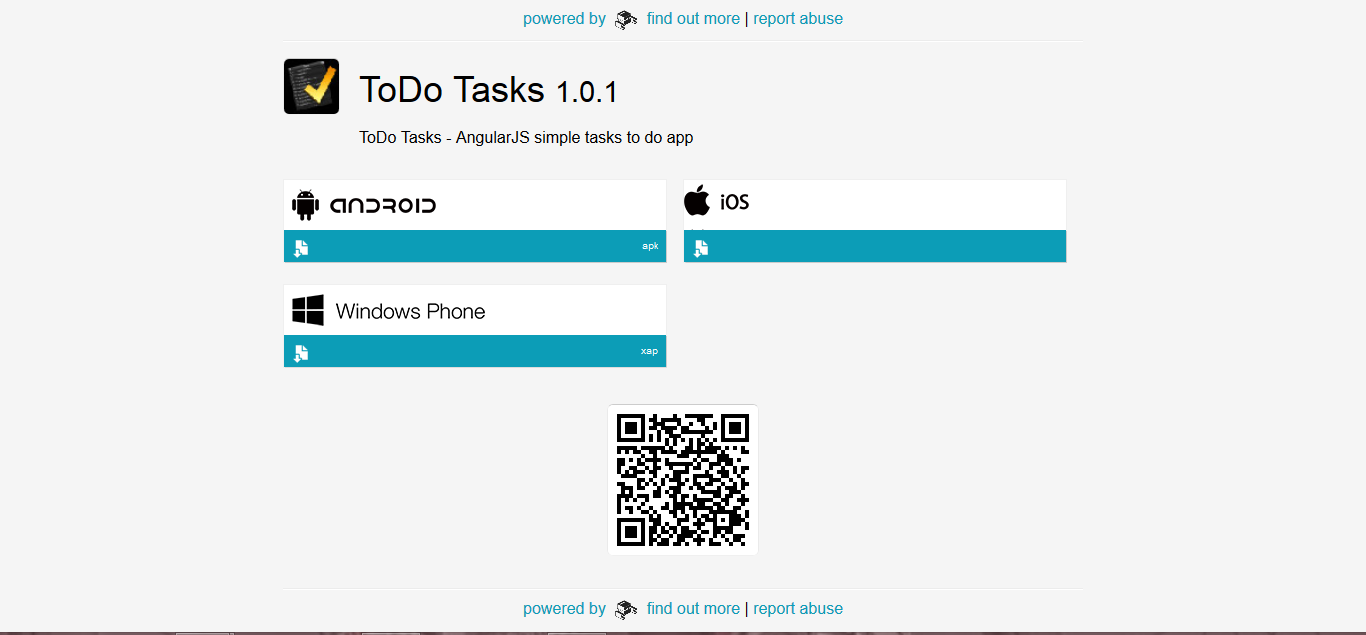 powered by find out more | report abuse
ToDo Tasks 1.0.1
ToDo Tasks - AngularJS simple tasks to do app
ANDROID
iOS
apk
Windows Phone
xap
powered by find out more | report abuse